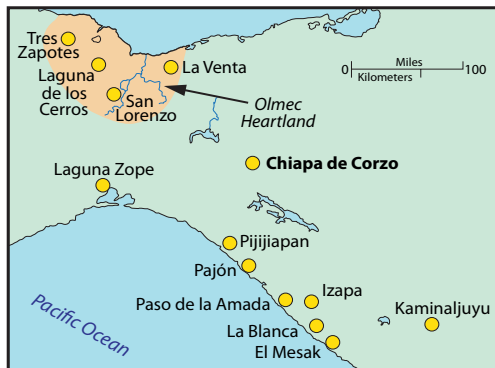 Tres
Zapotes
Laguna
de los
Cerros
San
Lorenzo
La Venta
Olmec
Heartland
Miles
0 100
Kilometers
Chiapa de Corzo
Laguna Zope
Pijijiapan
Pajón
Paso de la Amada
Izapa
La Blanca
El Mesak
Kaminaljuyu
Pacific Ocean